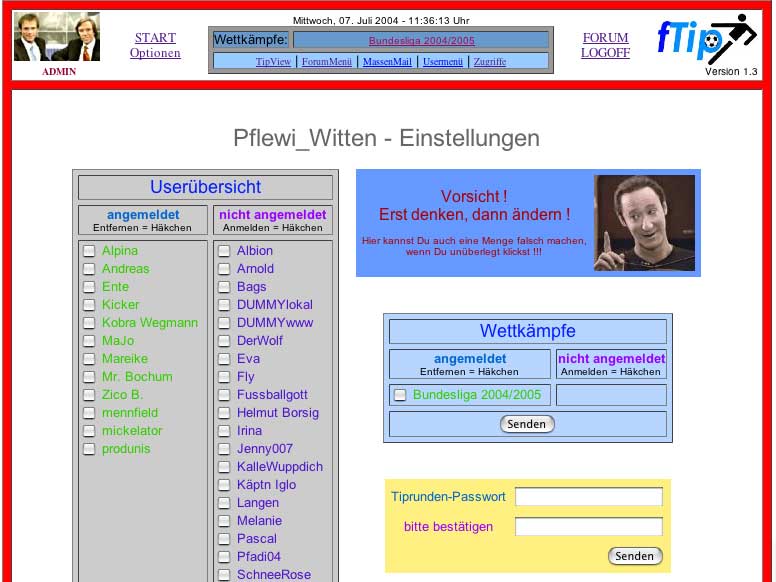 Mittwoch, 07. Juli 2004 - 11:36:13 Uhr
ADMIN
START
Optionen
Wettkämpfe:
Bundesliga 2004/2005
TipView | ForumMenü | MassenMail | Usermenü | Zugriffe
FORUM
LOGOFF
fTip
Version 1.3
Pflewi_Witten - Einstellungen
Userübersicht
angemeldet
Entfernen = Häkchen
nicht angemeldet
Anmelden = Häkchen
Alpina
Andreas
Ente
Kicker
Kobra Wegmann
MaJo
Mareike
Mr. Bochum
Zico B.
mennfield
mickelator
produnis
Albion
Arnold
Bags
DUMMYlokal
DUMMYwww
DerWolf
Eva
Fly
Fussballgott
Helmut Borsig
Irina
Jenny007
KalleWuppdich
Käptn Iglo
Langen
Melanie
Pascal
Pfadi04
SchneeRose
Vorsicht !
Erst denken, dann ändern !
Hier kannst Du auch eine Menge falsch machen,
wenn Du unüberlegt klickst !!!
Wettkämpfe
angemeldet
Entfernen = Häkchen
nicht angemeldet
Anmelden = Häkchen
Bundesliga 2004/2005
Senden
Tiprunden-Passwort
bitte bestätigen
Senden